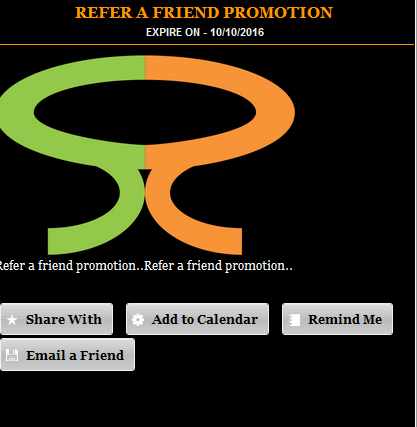 REFER A FRIEND PROMOTION
EXPIRE ON - 10/10/2016
Refer a friend promotion..Refer a friend promotion..
Share With
Add to Calendar
Remind Me
Email a Friend